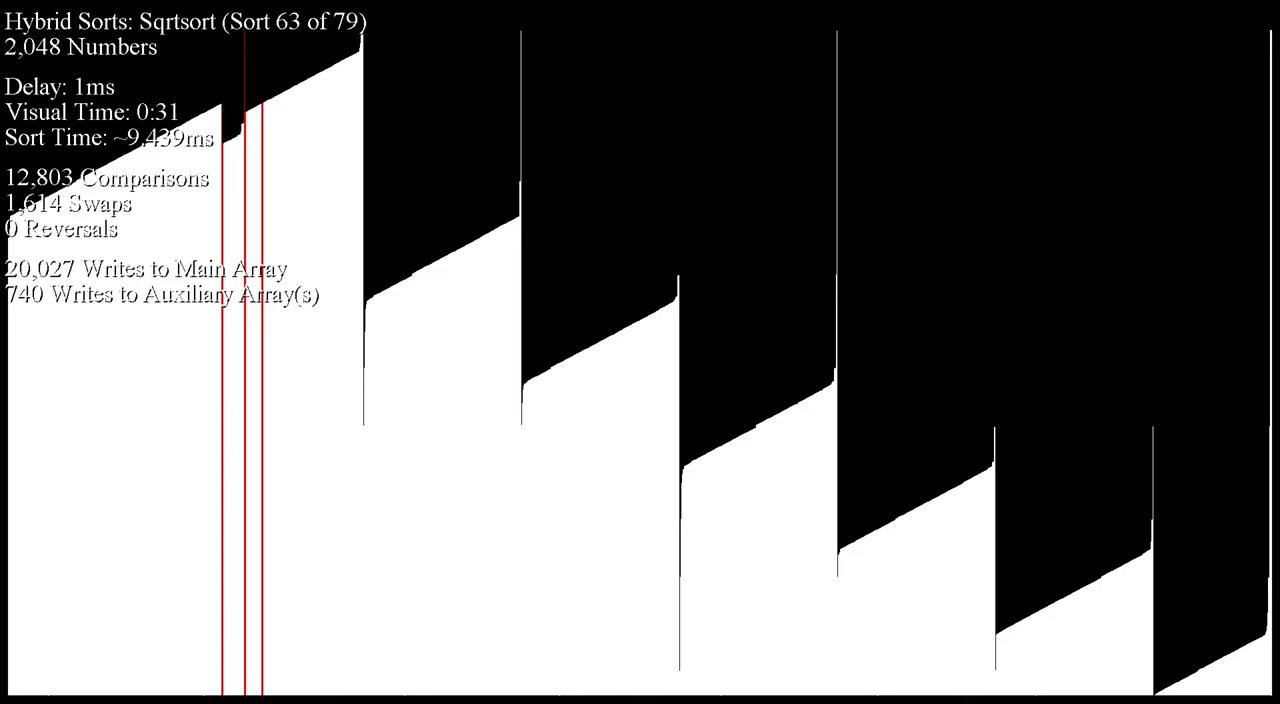 Hybrid Sorts: Sqrtsort (Sort 63 of 79)
2,048 Numbers
Delay: 1ms
Visual Time: 0:31
Sort Time: ~9.439ms
12,803 Comparisons
1,614 Swaps
0 Reversals
20,027 Writes to Main Array
740 Writes to Auxiliary Array(s)